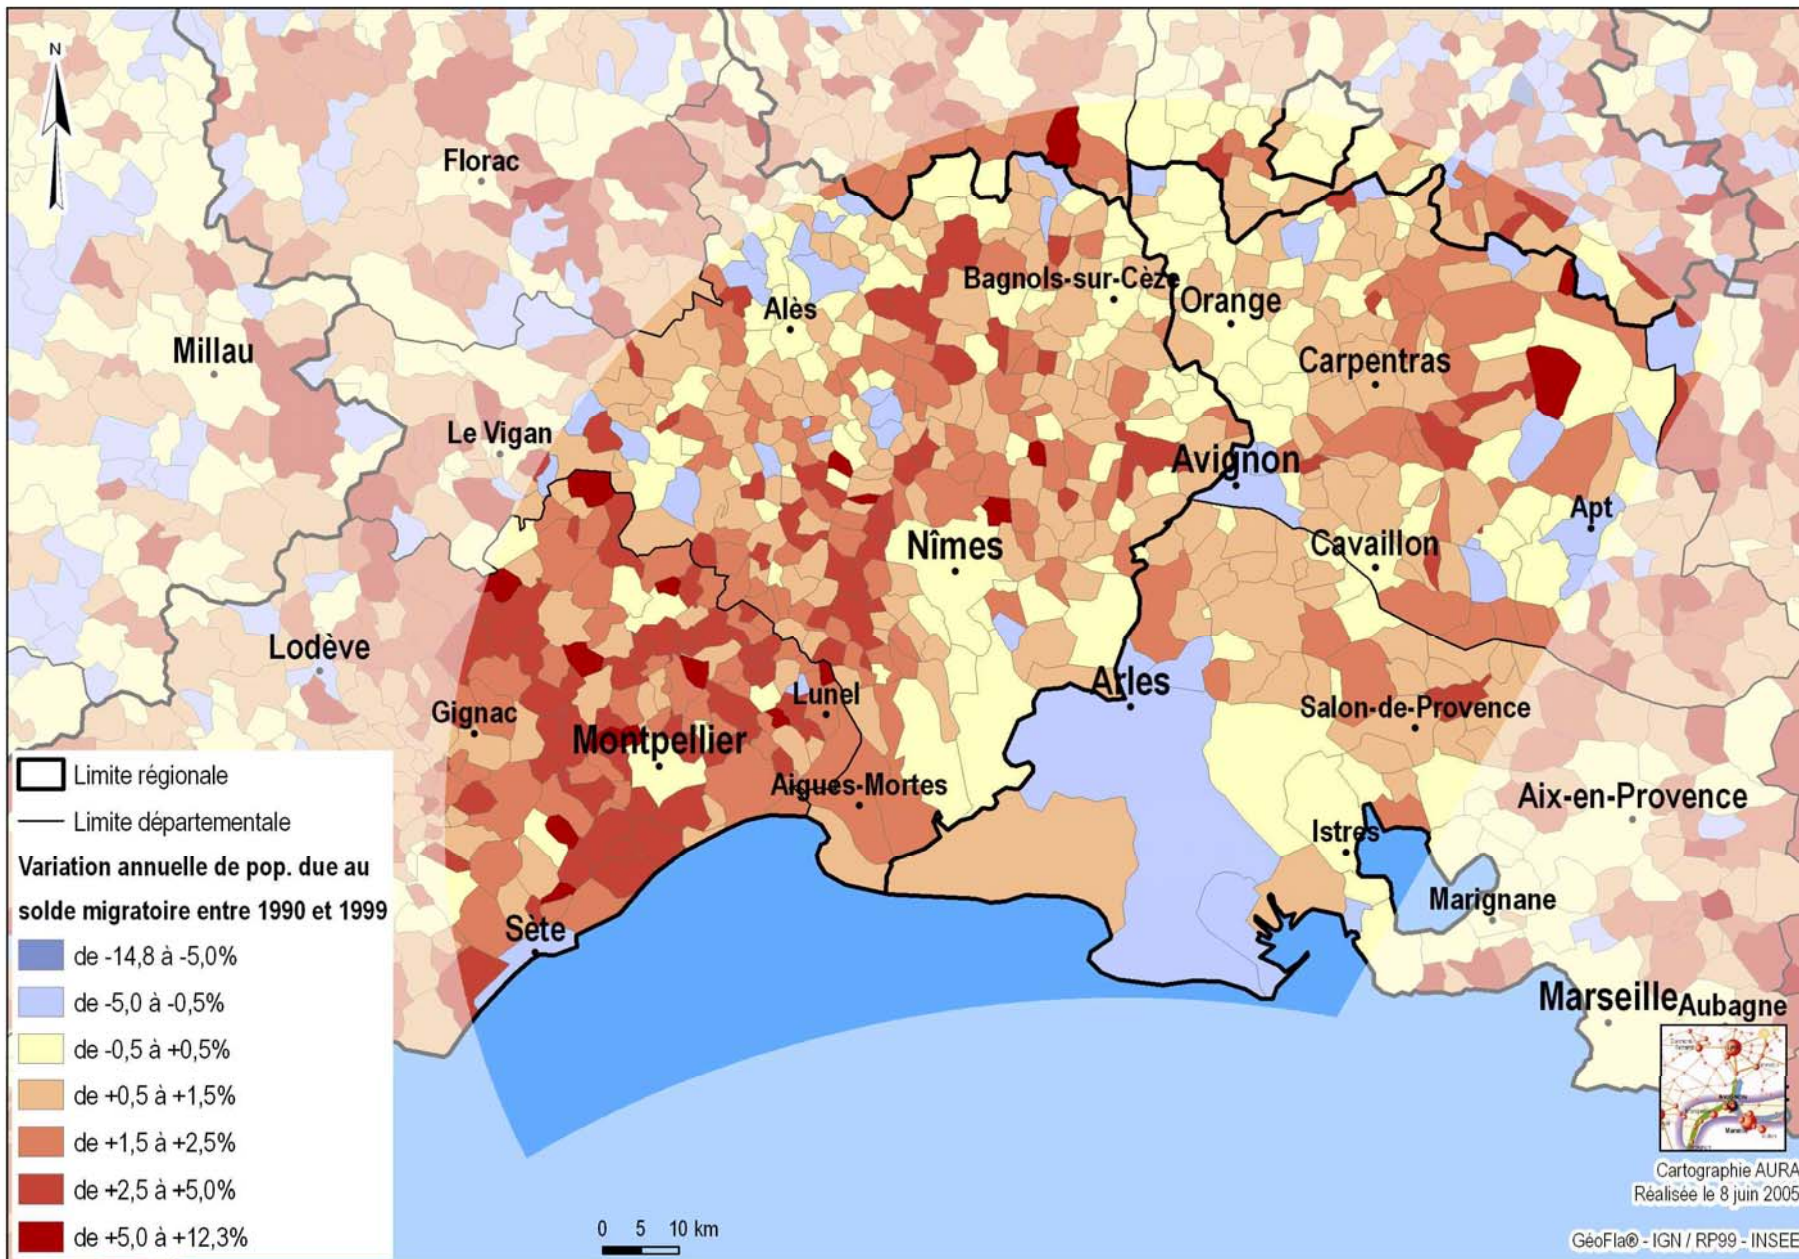 N
Florac
Bagnols-sur-Cèze
Orange
Alès
Millau
Carpentras
Le Vigan
Avignon
Apt
Nîmes
Cavaillon
Lodève
Arles
Lunel
Gignac
Salon-de-Provence
Montpellier
Aigues-Mortes
Aix-en-Provence
Istres
Marignane
Sète
Marseille
Aubagne
Limite régionale
Limite départementale
Variation annuelle de pop. due au
solde migratoire entre 1990 et 1999
de -14,8 à -5,0%
de -5,0 à -0,5%
de -0,5 à +0,5%
de +0,5 à +1,5%
de +1,5 à +2,5%
de +2,5 à +5,0%
de +5,0 à +12,3%
0 5 10 km
Cartographie AURA
Réalisée le 8 juin 2005
GéoFla® - IGN / RP99 - INSEE